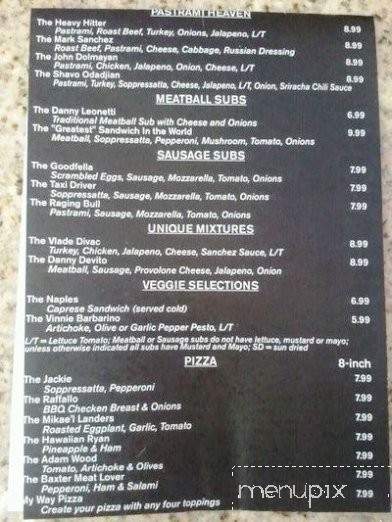 PASTRAMI HEAVEN
The Heavy Hitter 8.99
Pastrami, Roast Beef, Turkey, Onions, Jalapeno, L/T
The Mark Sanchez 8.99
Roast Beef, Pastrami, Cheese, Cabbage, Russian Dressing
The John Dolmayan 8.99
Pastrami, Chicken, Jalapeno, Onion, Cheese, L/T
The Shavo Odadjian 8.99
Pastrami, Turkey, Soppressatta, Cheese, Jalapeno, L/T, Onion, Sriracha Chili Sauce
MEATBALL SUBS
The Danny Leonetti 6.99
Traditional Meatball Sub with Cheese and Onions
The "Greatest" Sandwich In the World 9.99
Meatball, Soppressatta, Pepperoni, Mushroom, Tomato, Onions
SAUSAGE SUBS
The Goodfella 7.99
Scrambled Eggs, Sausage, Mozzarella, Tomato, Onions
The Taxi Driver 7.99
Soppressatta, Sausage, Mozzarella, Tomato, Onions
The Raging Bull 7.99
Pastrami, Sausage, Mozzarella, Tomato, Onions
UNIQUE MIXTURES
The Vlade Divac 8.99
Turkey, Chicken, Jalapeno, Cheese, Sanchez Sauce, L/T
The Danny Devito 8.99
Meatball, Sausage, Provolone Cheese, Jalapeno, Onion
VEGGIE SELECTIONS
The Naples 6.99
Caprese Sandwich (served cold)
The Vinnie Barbarino 5.99
Artichoke, Olive or Garlic Pepper Pesto, L/T
L/T = Lettuce Tomato; Meatball or Sausage subs do not have lettuce, mustard or mayo;
unless otherwise indicated all subs have Mustard and Mayo; SD = sun dried
PIZZA 8-inch
The Jackie 7.99
Soppressatta, Pepperoni
The Raffallo 7.99
BBQ Checken Breast & Onions
The Mikae'l Landers 7.99
Roasted Eggplant, Garlic, Tomato
The Hawaiian Ryan 7.99
Pineapple & Ham
The Adam Wood 7.99
Tomato, Artichoke & Olives
The Baxter Meat Lover 7.99
Pepperoni, Ham & Salami
My Way Pizza 7.99
Create your pizza with any four toppings
menupix